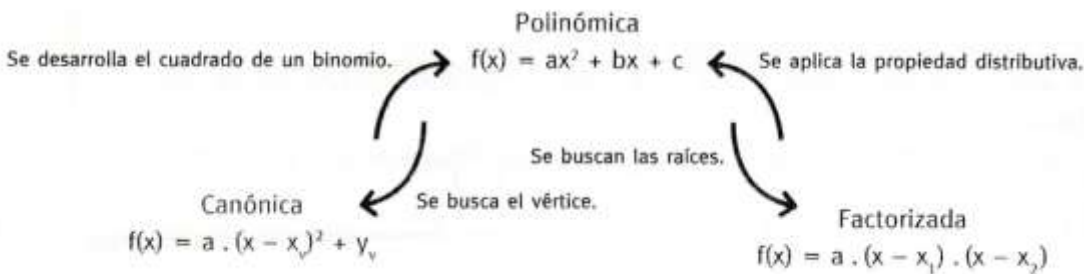 Polinómica
Se desarrolla el cuadrado de un binomio.
f(x) = ax² + bx + c
Se aplica la propiedad distributiva.
Se buscan las raíces.
Se busca el vértice.
Canónica
f(x) = a . (x − xᵥ)² + yᵥ
Factorizada
f(x) = a . (x − x₁) . (x − x₂)